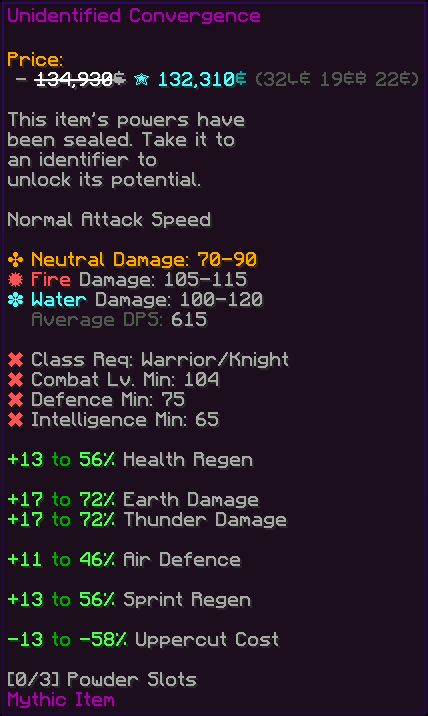 Unidentified Convergence
Price:
- 134,930₢ ✮ 132,310₢ (32L₢ 19₢B 22₢)
This item's powers have
been sealed. Take it to
an identifier to
unlock its potential.
Normal Attack Speed
✣ Neutral Damage: 70-90
✹ Fire Damage: 105-115
❉ Water Damage: 100-120
Average DPS: 615
✖ Class Req: Warrior/Knight
✖ Combat Lv. Min: 104
✖ Defence Min: 75
✖ Intelligence Min: 65
+13 to 56% Health Regen
+17 to 72% Earth Damage
+17 to 72% Thunder Damage
+11 to 46% Air Defence
+13 to 56% Sprint Regen
-13 to -58% Uppercut Cost
[0/3] Powder Slots
Mythic Item